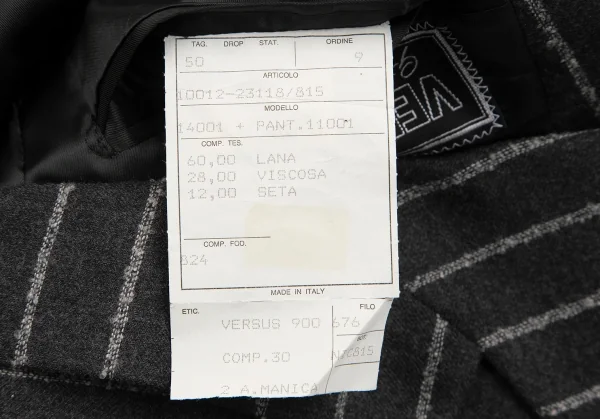 TAG. DROP STAT. ORDINE
50 9
ARTICOLO
10012-23118/815
MODELLO
14001 + PANT.11001
COMP. TES.
60,00 LANA
28,00 VISCOSA
12,00 SETA
COMP. FOD.
824
MADE IN ITALY
ETIC. FILO
VERSUS 900 676
COMP.30
2 A.MANICA
VE